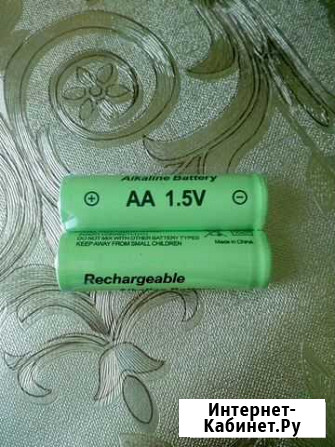 Alkaline Battery
+ AA 1.5V -
DO NOT MIX WITH OTHER BATTERY TYPES
KEEP AWAY FROM SMALL CHILDREN
Made in China
Rechargeable
Интернет-
Кабинет.Ру